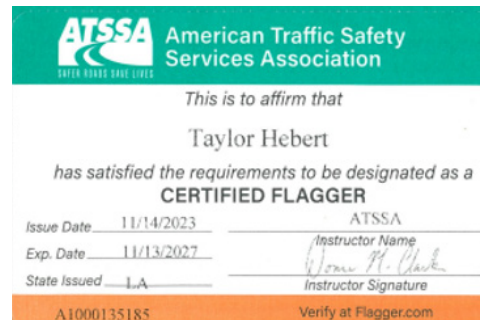 ATSSA
SAFER ROADS SAVE LIVES
American Traffic Safety
Services Association
This is to affirm that
Taylor Hebert
has satisfied the requirements to be designated as a
CERTIFIED FLAGGER
Issue Date 11/14/2023
ATSSA
Instructor Name
Exp. Date 11/13/2027
Instructor Signature
State Issued LA
A1000135185
Verify at Flagger.com